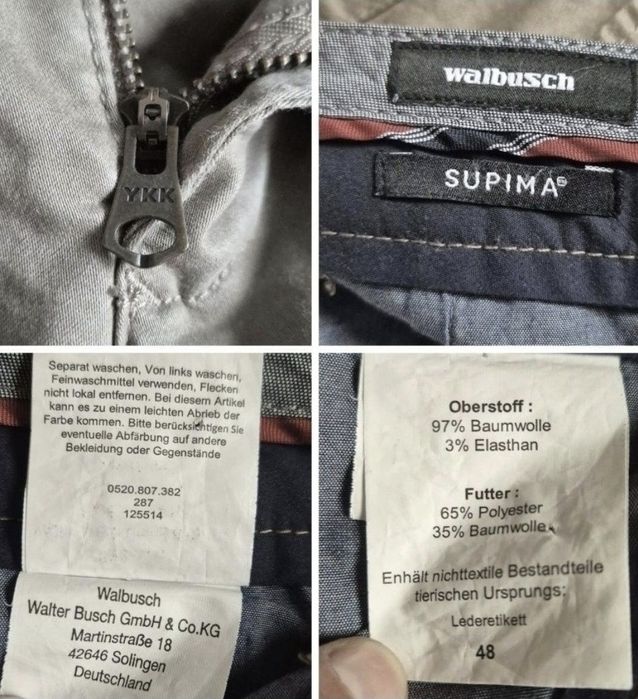 YKK
walbusch
SUPIMA®
Separat waschen, Von links waschen,
Feinwaschmittel verwenden, Flecken
nicht lokal entfernen. Bei diesem Artikel
kann es zu einem leichten Abrieb der
Farbe kommen. Bitte berücksichtigen Sie
eventuelle Abfärbung auf andere
Bekleidung oder Gegenstände
0520.807.382
287
125514
Walbusch
Walter Busch GmbH & Co.KG
Martinstraße 18
42646 Solingen
Deutschland
Oberstoff :
97% Baumwolle
3% Elasthan
Futter :
65% Polyester
35% Baumwolle
Enhält nichttextile Bestandteile
tierischen Ursprungs:
Lederetikett
48